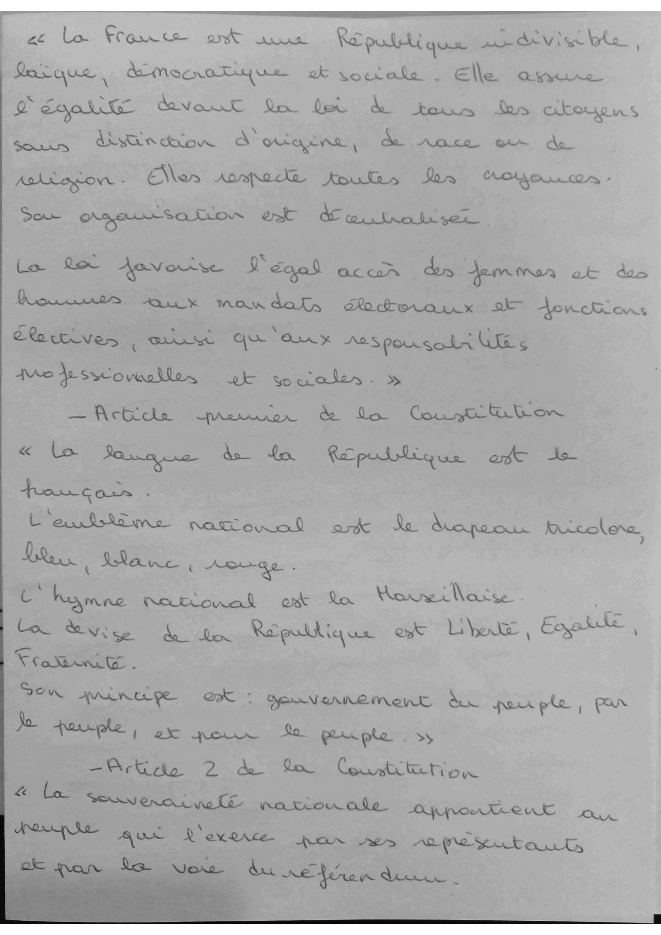 « La France est une République indivisible,
laïque, démocratique et sociale. Elle assure
l'égalité devant la loi de tous les citoyens
sans distinction d'origine, de race ou de
religion. Elles respecte toutes les croyances.
Son organisation est décentralisée.
La loi favorise l'égal accès des femmes et des
hommes aux mandats électoraux et fonctions
électives, ainsi qu'aux responsabilités
professionnelles et sociales. »
– Article premier de la Constitution
« La langue de la République est le
français.
L'emblème national est le drapeau tricolore,
bleu, blanc, rouge.
L'hymne national est la Marseillaise.
La devise de la République est Liberté, Egalité,
Fraternité.
Son principe est : gouvernement du peuple, par
le peuple, et pour le peuple. »
– Article 2 de la Constitution
« La souveraineté nationale appartient au
peuple qui l'exerce par ses représentants
et par la voie du référendum.